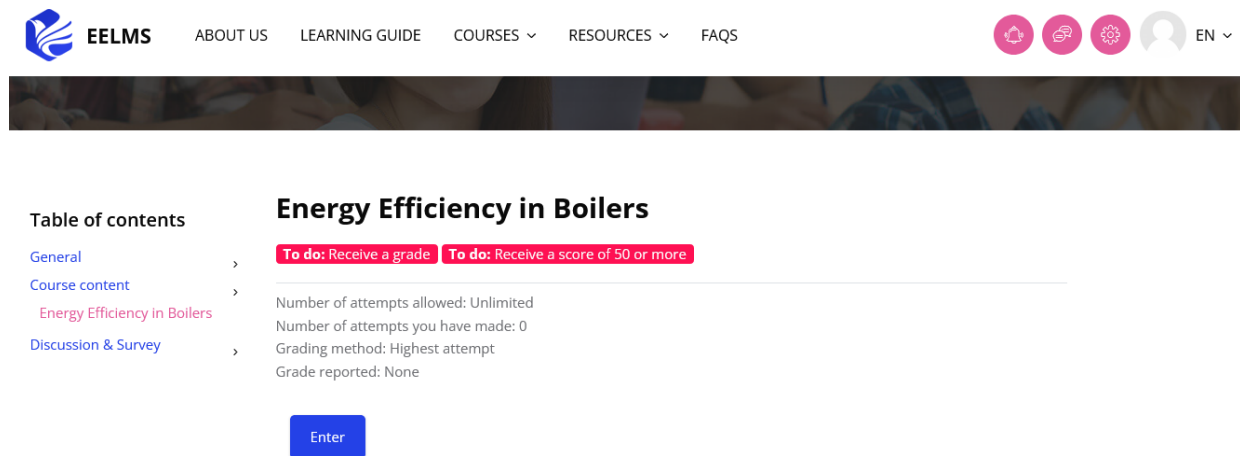 EELMS
ABOUT US LEARNING GUIDE COURSES RESOURCES FAQS
EN
Table of contents
General
Course content
Energy Efficiency in Boilers
Discussion & Survey
Energy Efficiency in Boilers
To do: Receive a grade To do: Receive a score of 50 or more
Number of attempts allowed: Unlimited
Number of attempts you have made: 0
Grading method: Highest attempt
Grade reported: None
Enter